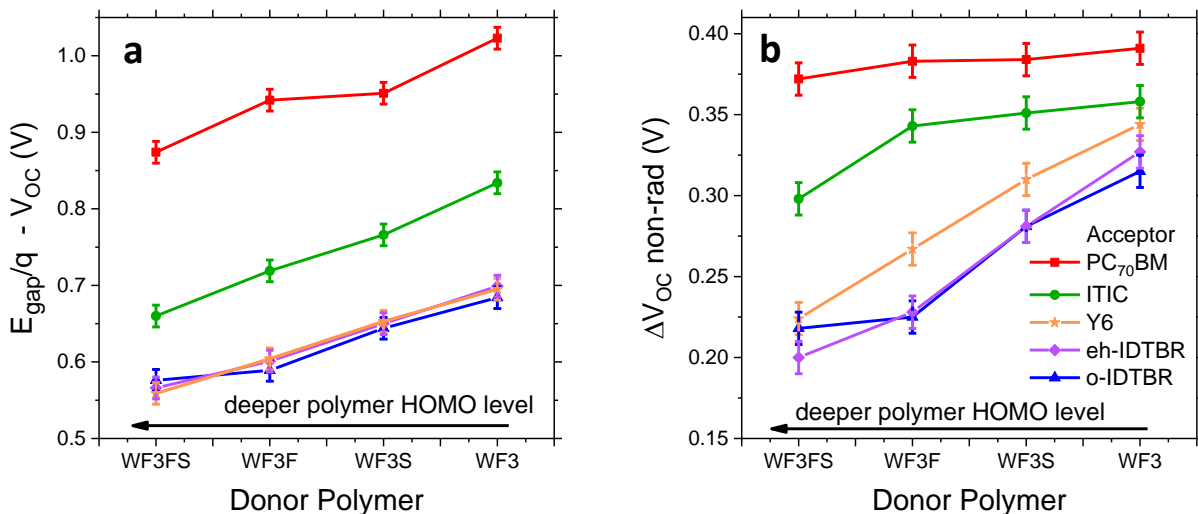 a
E_gap/q - V_OC (V)
1.0
0.9
0.8
0.7
0.6
0.5
deeper polymer HOMO level
WF3FS WF3F WF3S WF3
Donor Polymer
b
ΔV_OC non-rad (V)
0.40
0.35
0.30
0.25
0.20
0.15
Acceptor
PC₇₀BM
ITIC
Y6
eh-IDTBR
o-IDTBR
deeper polymer HOMO level
WF3FS WF3F WF3S WF3
Donor Polymer